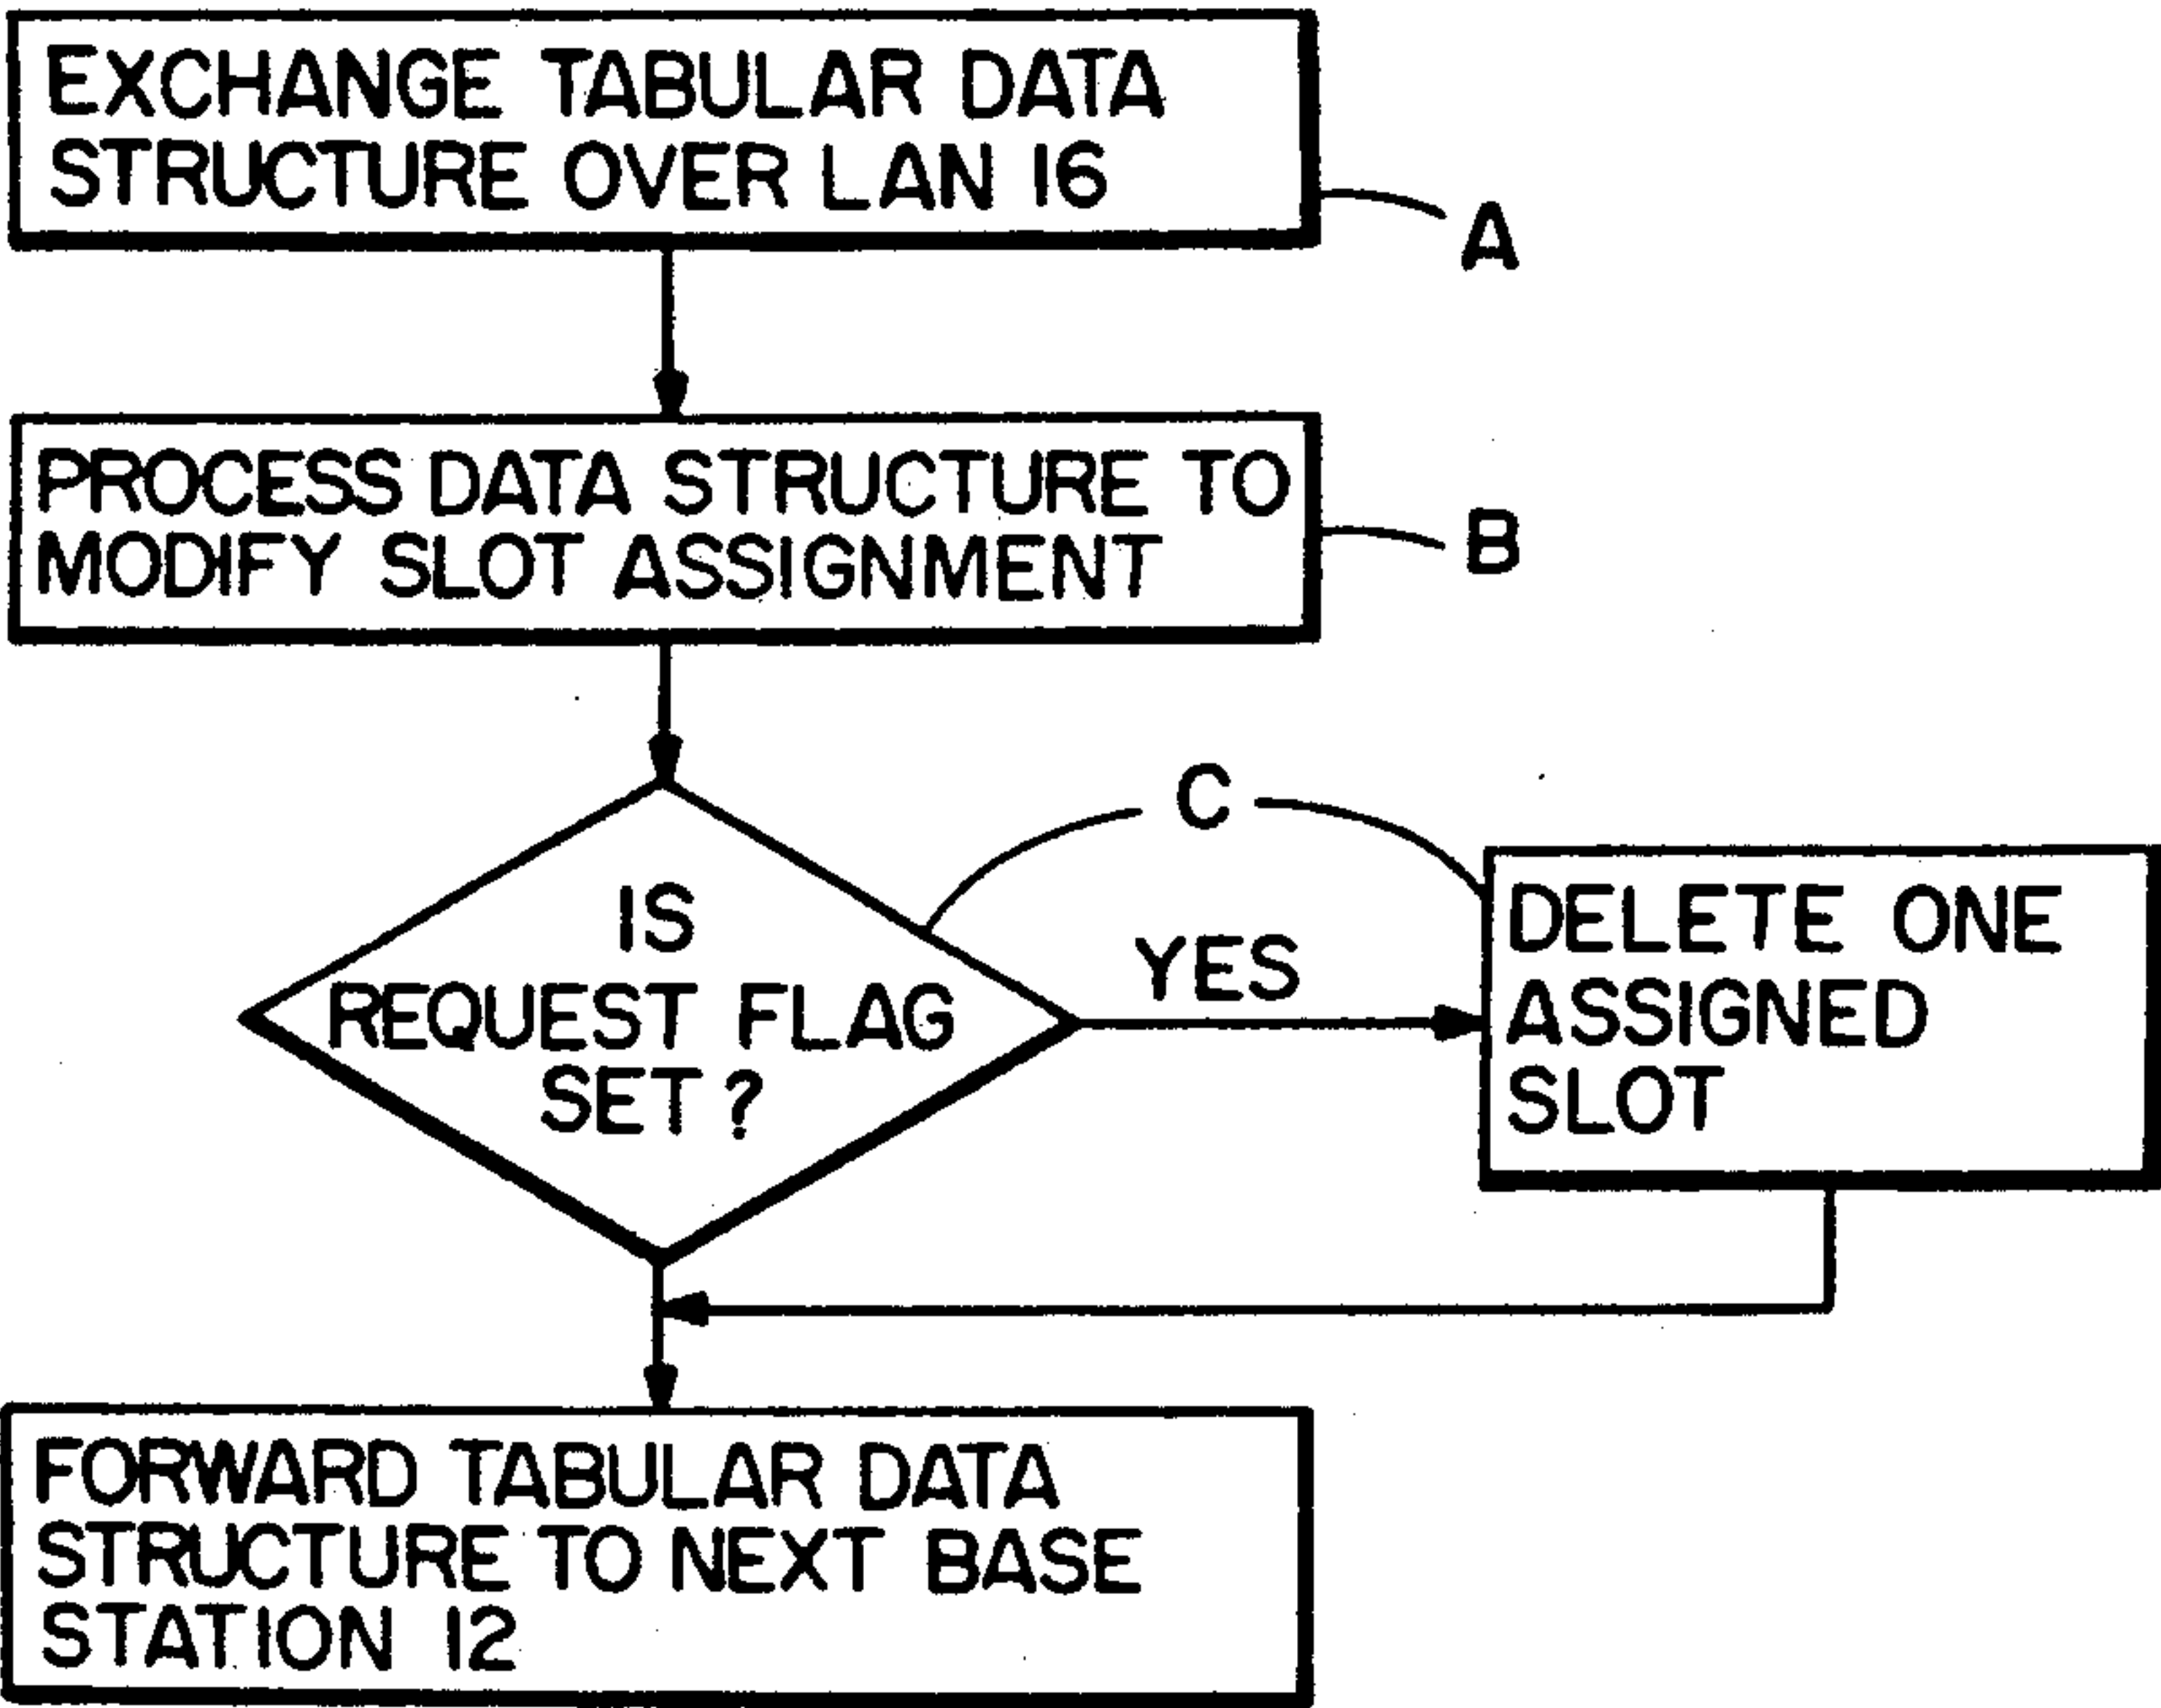 EXCHANGE TABULAR DATA
STRUCTURE OVER LAN 16
A
PROCESS DATA STRUCTURE TO
MODIFY SLOT ASSIGNMENT
B
C
IS
REQUEST FLAG
SET?
YES
DELETE ONE
ASSIGNED
SLOT
FORWARD TABULAR DATA
STRUCTURE TO NEXT BASE
STATION 12